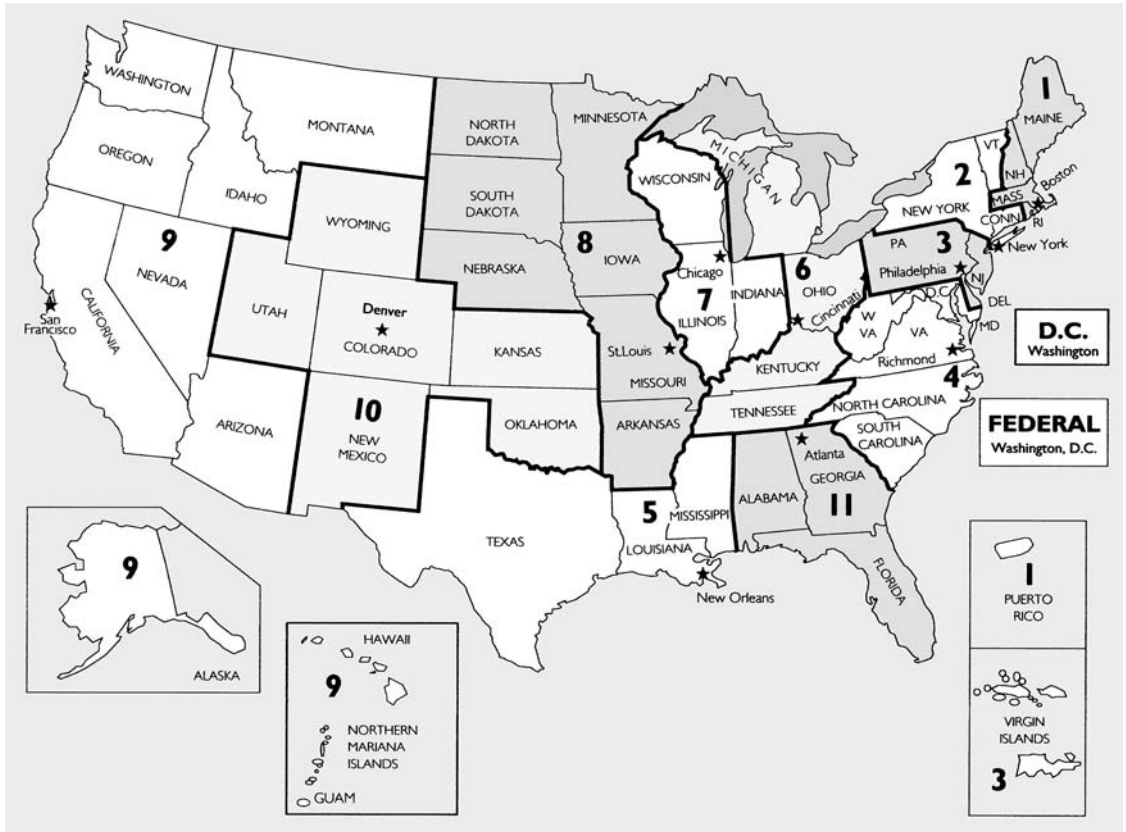 WASHINGTON
OREGON
IDAHO
MONTANA
WYOMING
9
NEVADA
CALIFORNIA
San
Francisco
UTAH
ARIZONA
Denver
COLORADO
10
NEW
MEXICO
NORTH
DAKOTA
SOUTH
DAKOTA
NEBRASKA
KANSAS
OKLAHOMA
TEXAS
MINNESOTA
8
IOWA
St.Louis
MISSOURI
ARKANSAS
WISCONSIN
MICHIGAN
Chicago
7
ILLINOIS
INDIANA
6
OHIO
Cincinnati
KENTUCKY
TENNESSEE
5
LOUISIANA
MISSISSIPPI
New Orleans
ALABAMA
Atlanta
GEORGIA
11
FLORIDA
1
MAINE
VT
NH
MASS
Boston
CONN
RI
2
NEW YORK
New York
PA
3
Philadelphia
NJ
D.C.
DEL
MD
W
VA
VA
Richmond
4
NORTH CAROLINA
SOUTH
CAROLINA
D.C.
Washington
FEDERAL
Washington, D.C.
9
ALASKA
HAWAII
9
NORTHERN
MARIANA
ISLANDS
GUAM
1
PUERTO
RICO
VIRGIN
ISLANDS
3